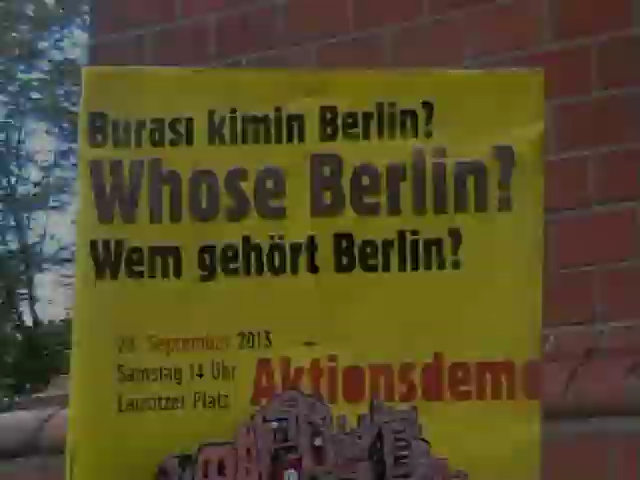 Burası kimin Berlin?
Whose Berlin?
Wem gehört Berlin?
September 2013
Samstag 14 Uhr
Lausitzer Platz
Aktionsdemo